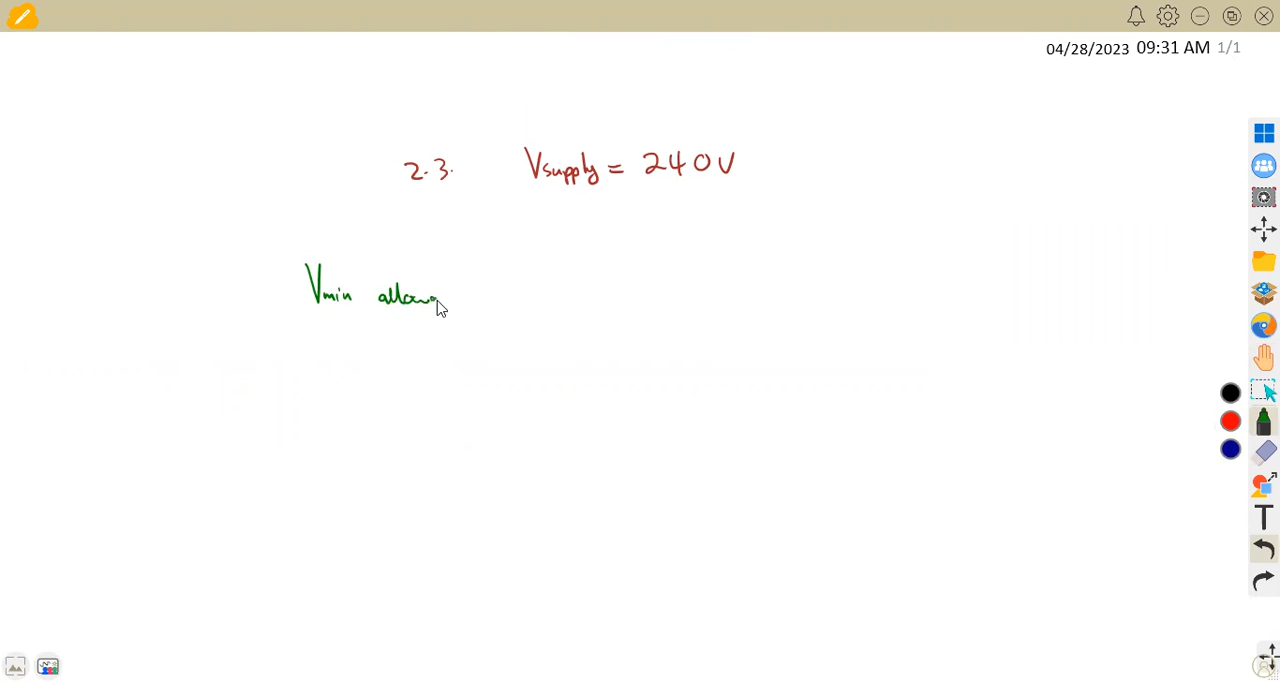 04/28/2023 09:31 AM 1/1
2.3. Vsupply = 240V
Vmin allow
T